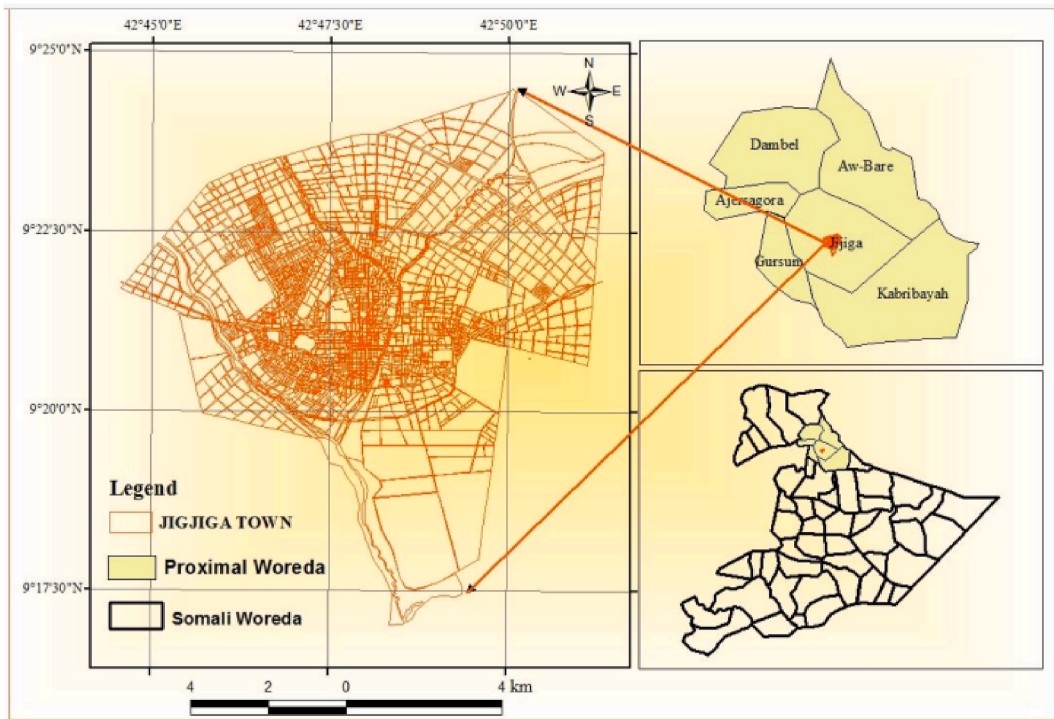 42°45'0"E 42°47'30"E 42°50'0"E
9°25'0"N
9°22'30"N
9°20'0"N
9°17'30"N
N
W E
S
Legend
JIGJIGA TOWN
Proximal Woreda
Somali Woreda
4 2 0 4 km
Dambel
Aw-Bare
Ajersagora
Jijiga
Gursum
Kabribayah